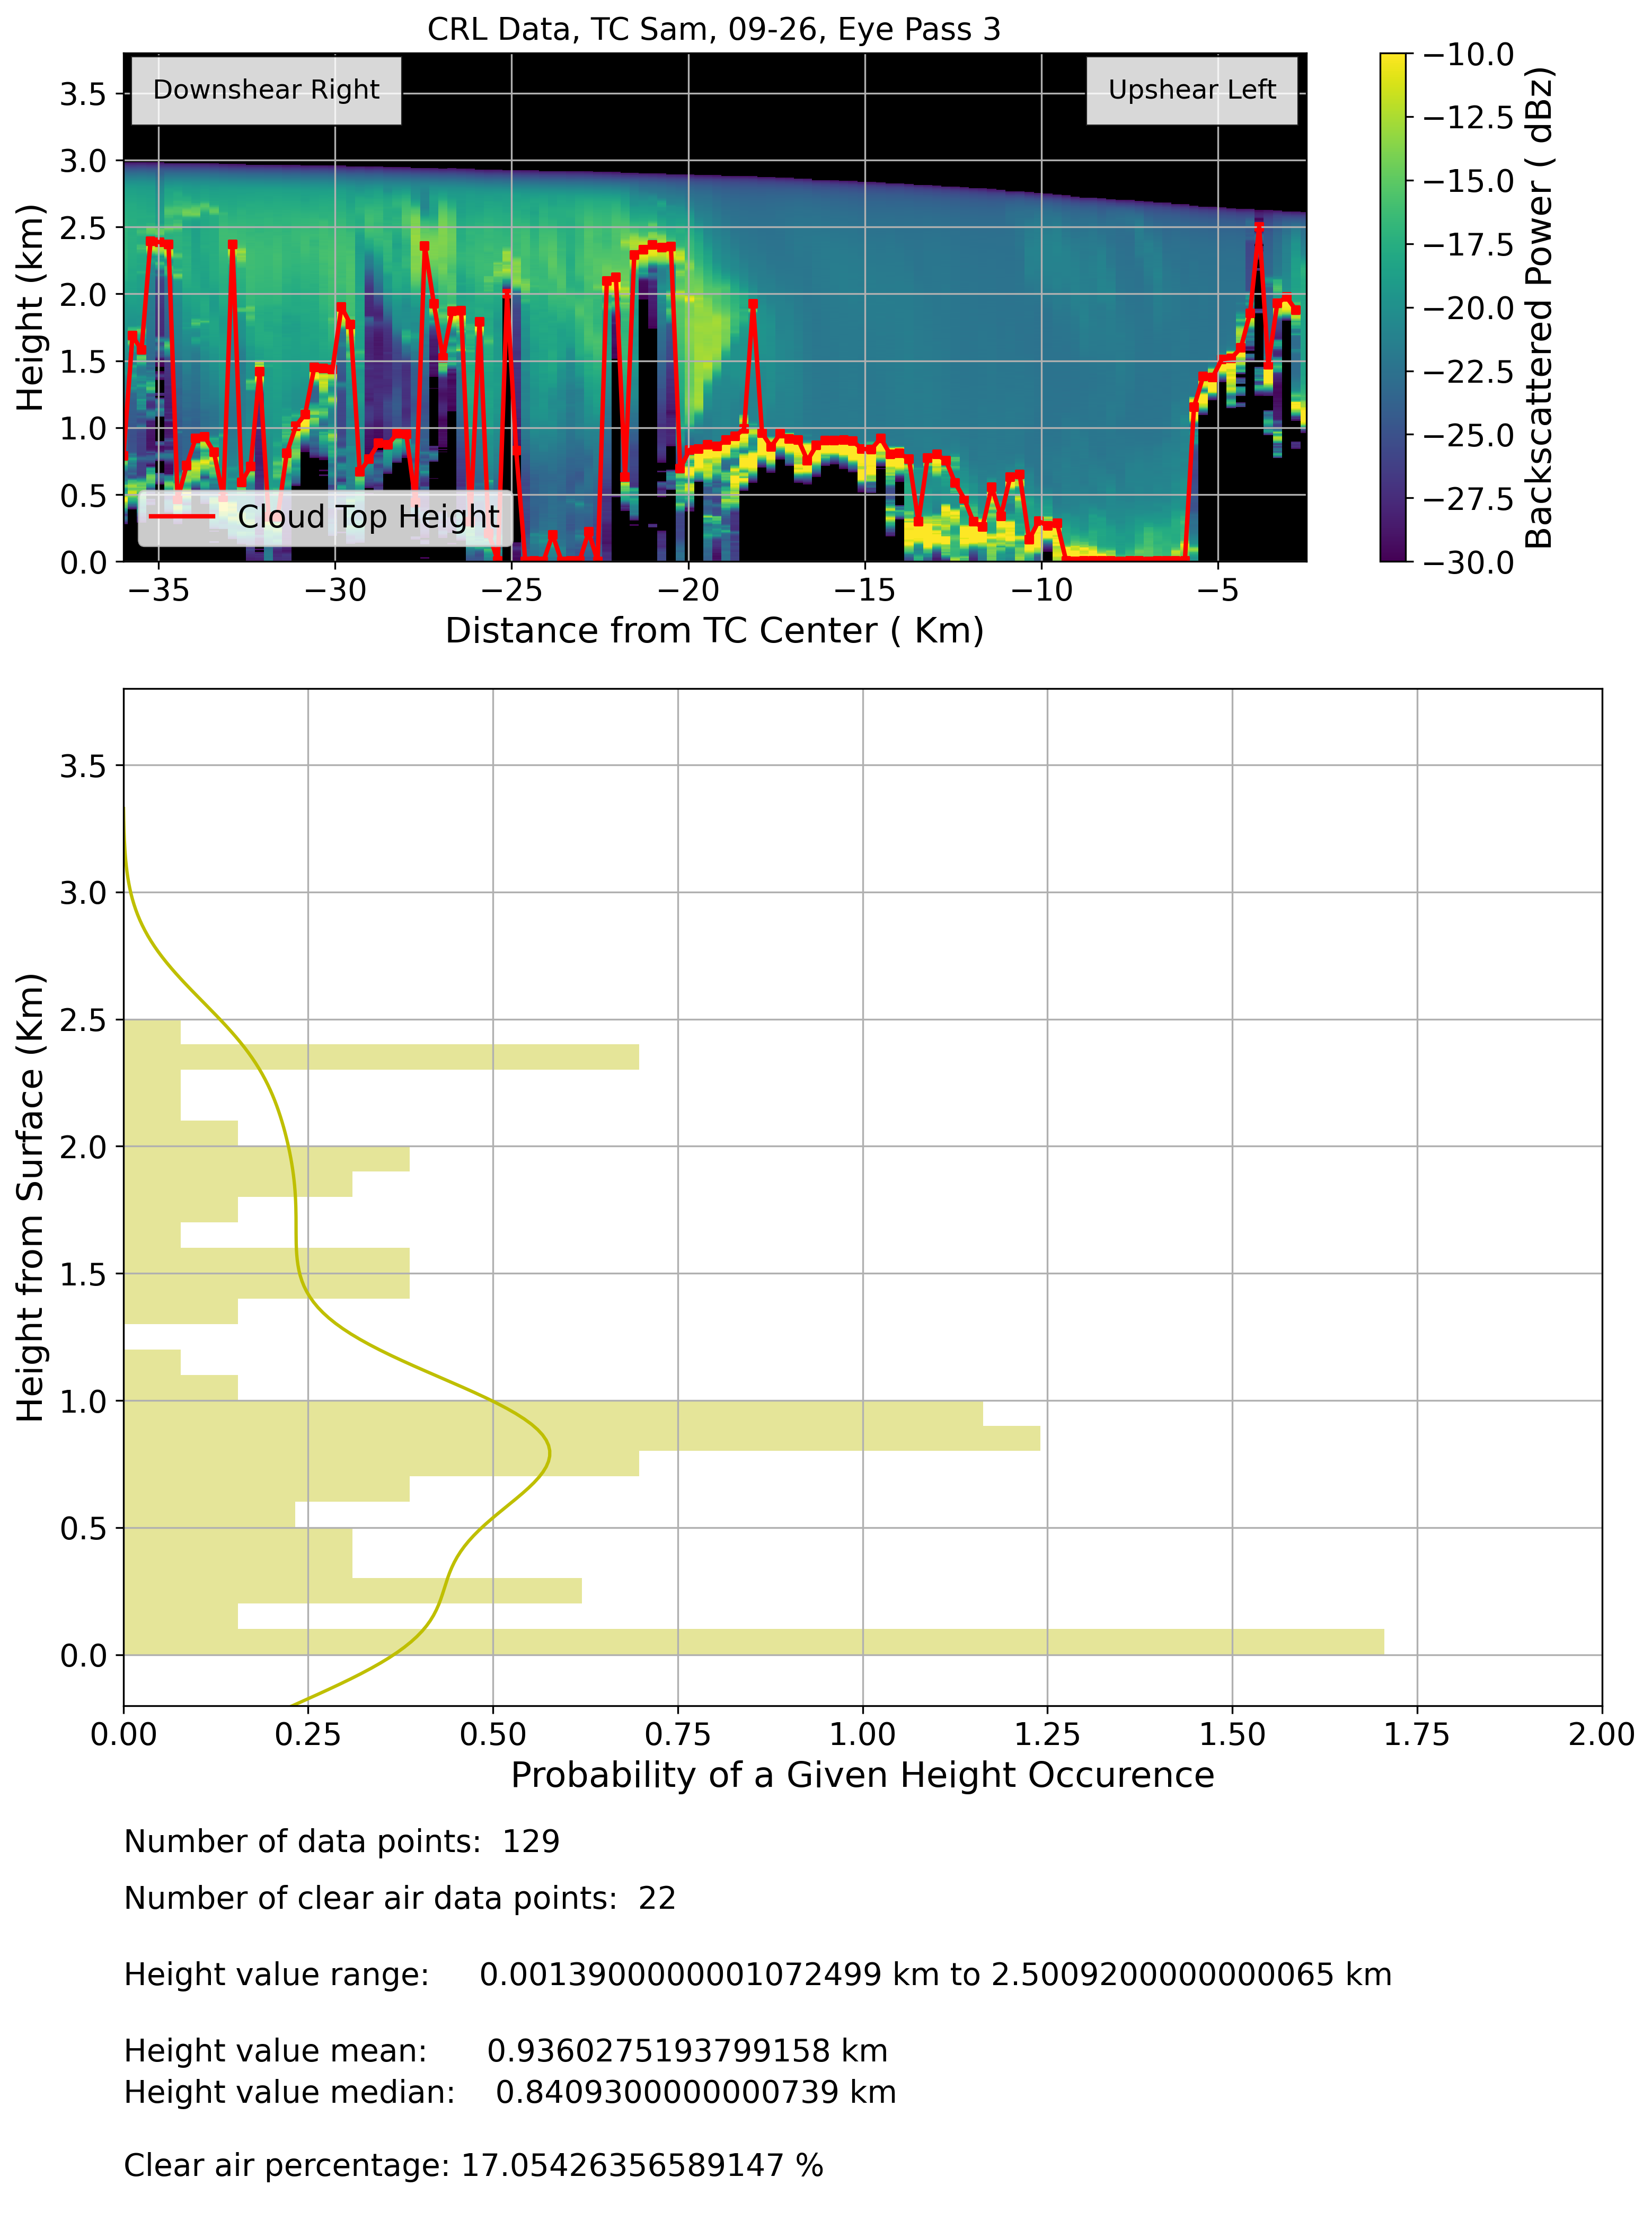 CRL Data, TC Sam, 09-26, Eye Pass 3
Downshear Right
Upshear Left
3.5
3.0
2.5
2.0
1.5
1.0
0.5
0.0
Height (km)
Cloud Top Height
−35
−30
−25
−20
−15
−10
−5
Distance from TC Center ( Km)
−10.0
−12.5
−15.0
−17.5
−20.0
−22.5
−25.0
−27.5
−30.0
Backscattered Power ( dBz)
3.5
3.0
2.5
2.0
1.5
1.0
0.5
0.0
Height from Surface (Km)
0.00
0.25
0.50
0.75
1.00
1.25
1.50
1.75
2.00
Probability of a Given Height Occurence
Number of data points:  129
Number of clear air data points:  22
Height value range:     0.0013900000001072499 km to 2.5009200000000065 km
Height value mean:      0.9360275193799158 km
Height value median:    0.8409300000000739 km
Clear air percentage: 17.05426356589147 %